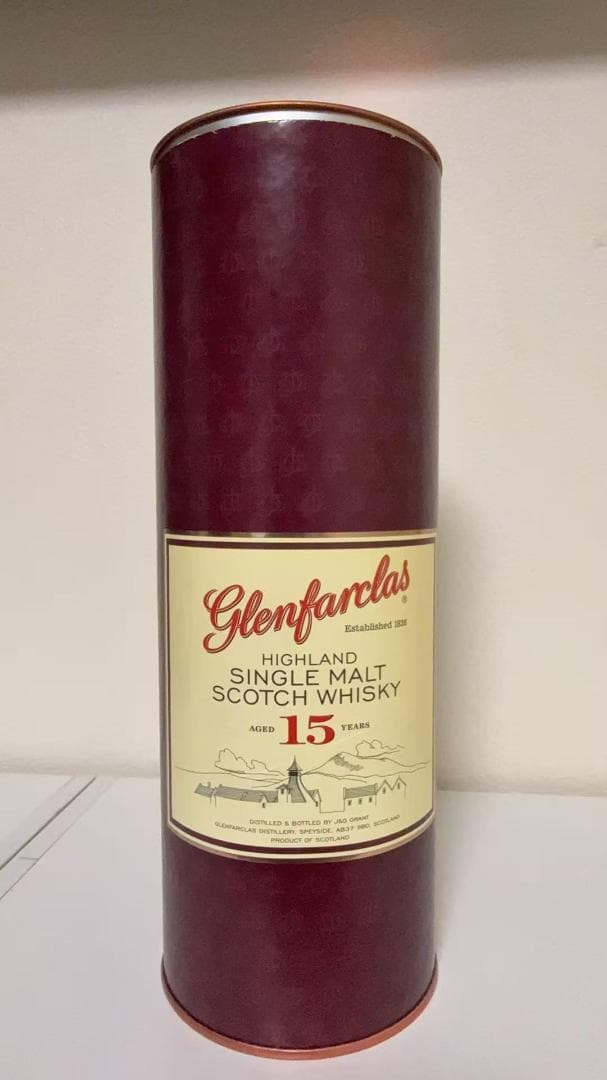 Glenfarclas®
Established 1836
HIGHLAND
SINGLE MALT
SCOTCH WHISKY
AGED 15 YEARS
DISTILLED & BOTTLED BY J&G GRANT
GLENFARCLAS DISTILLERY, SPEYSIDE, AB37 9BD, SCOTLAND
PRODUCT OF SCOTLAND